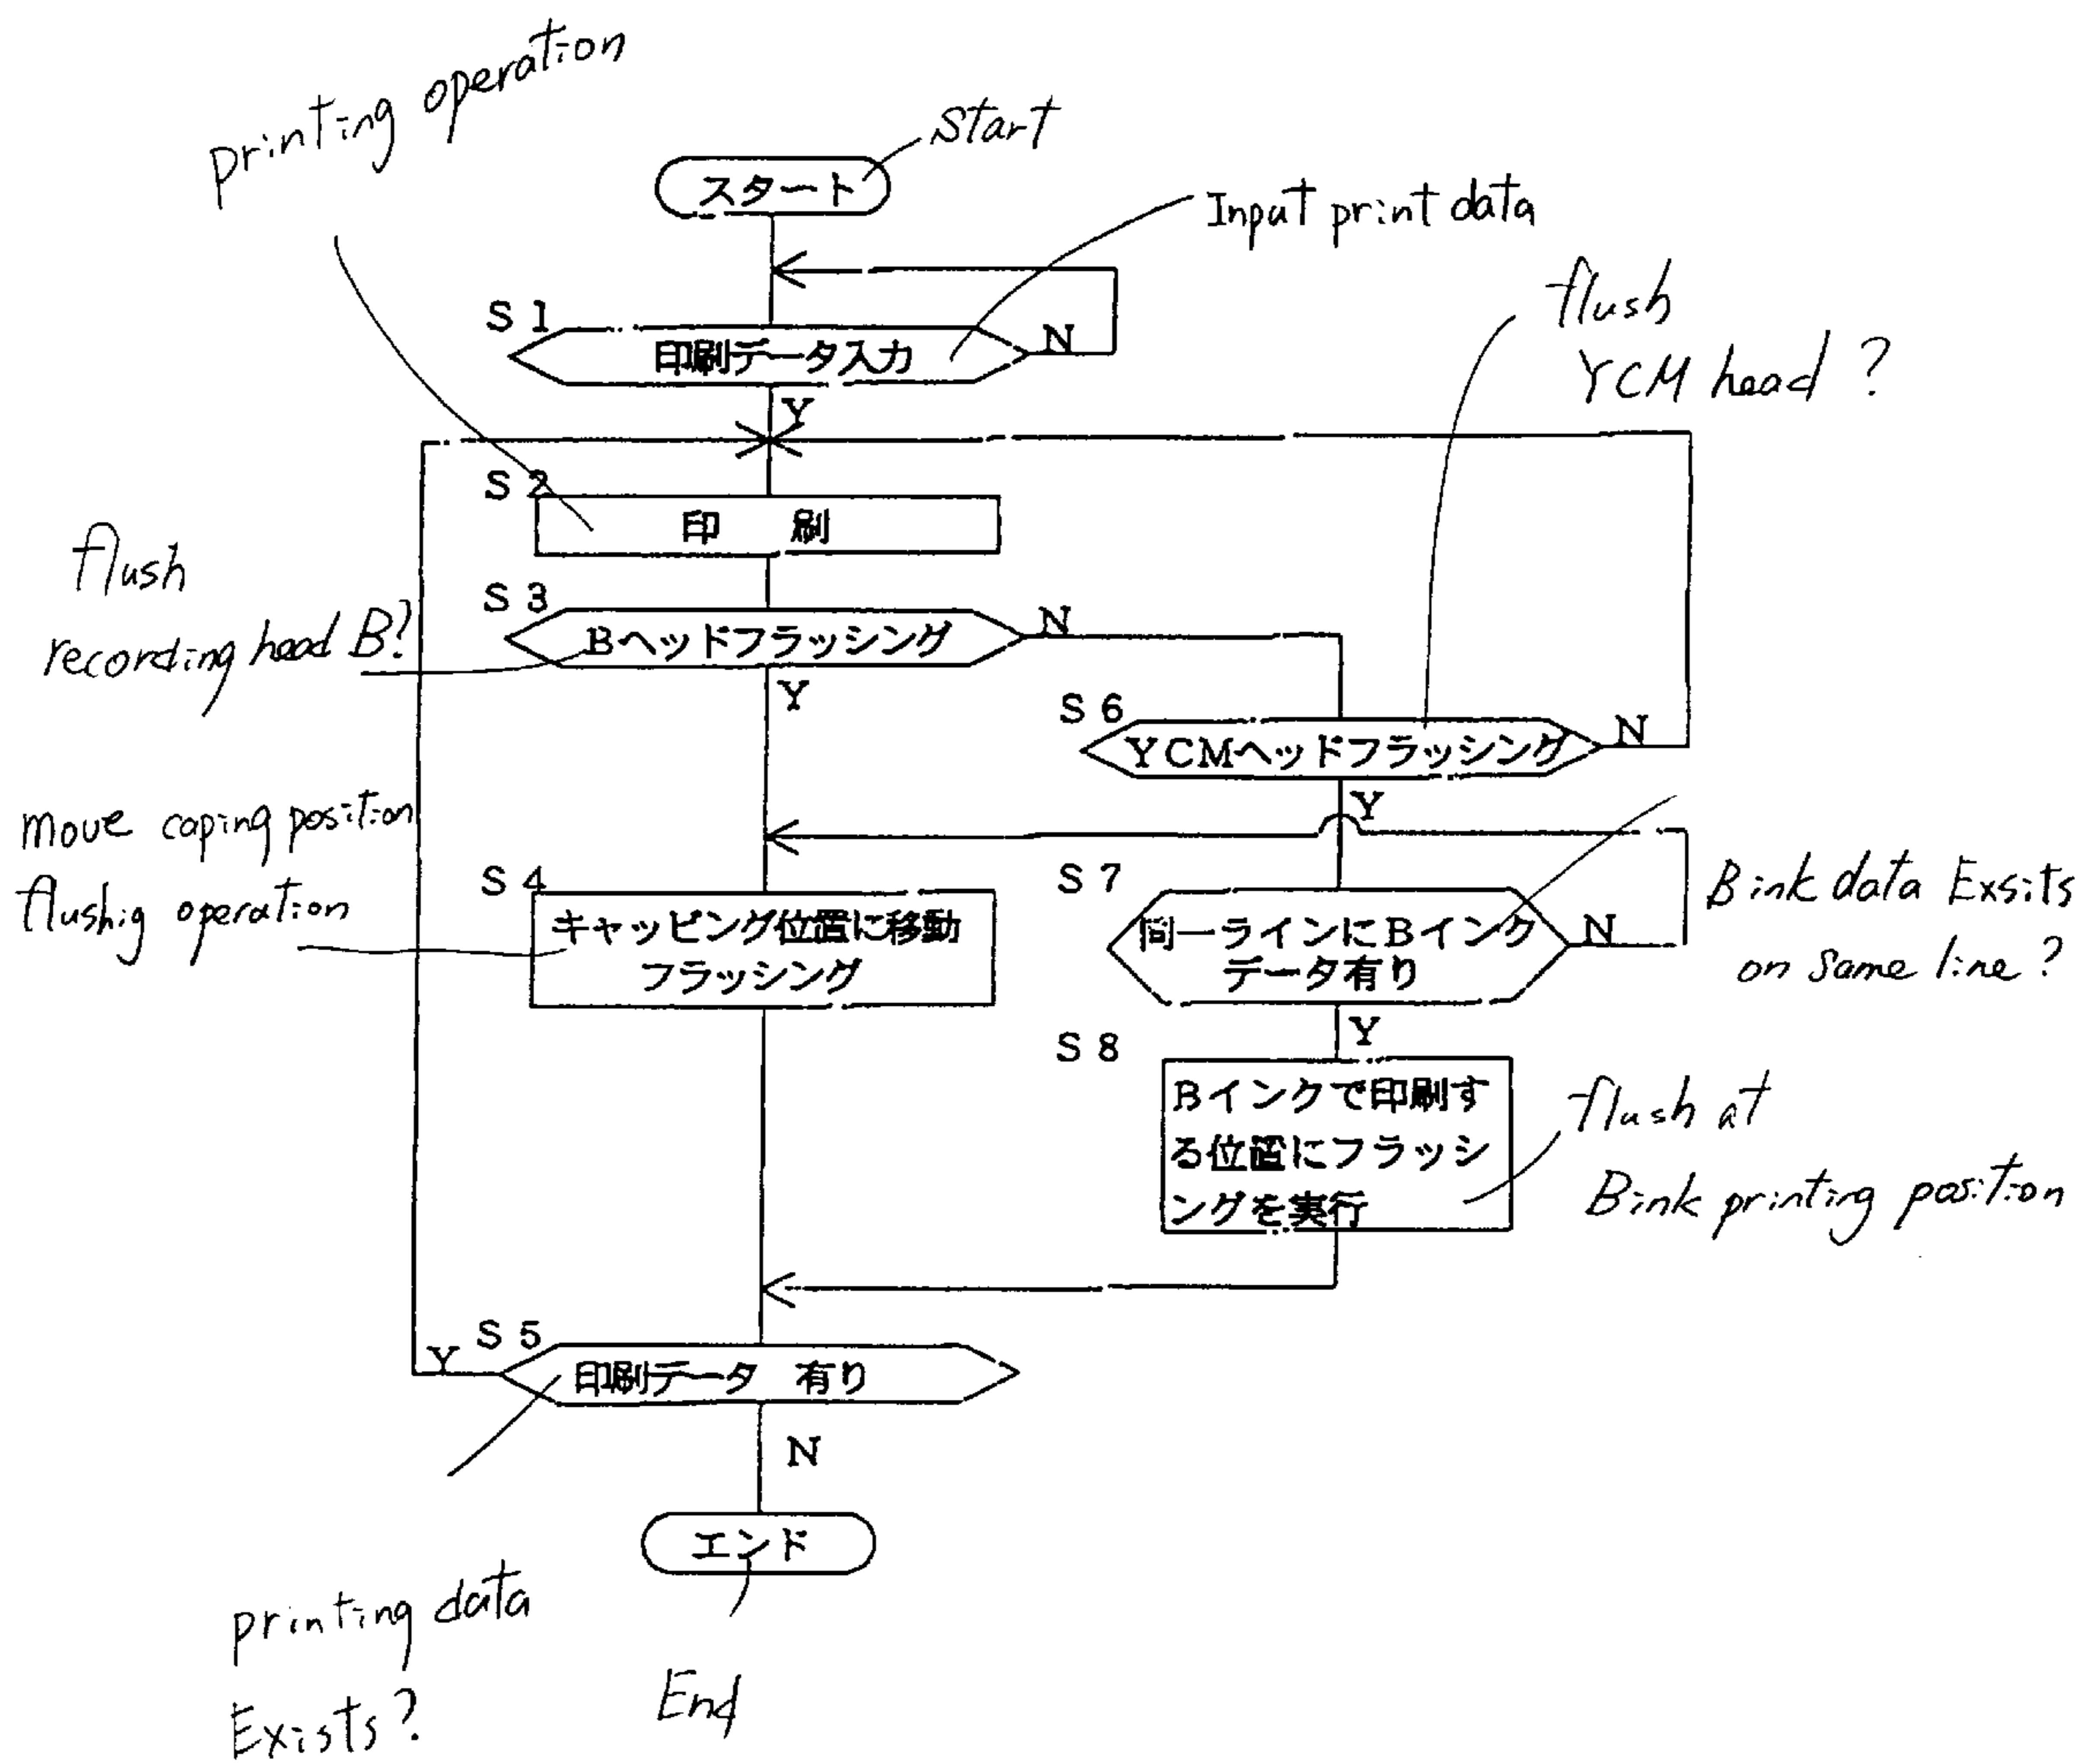 printing operation
Start
スタート
Input print data
S1
印刷データ入力
N
flush
YCM head ?
Y
S2
印 刷
flush
recording head B?
S3
Bヘッドフラッシング
N
Y
S6
YCMヘッドフラッシング
N
Y
move caping position
flushig operation
S4
キャッピング位置に移動
フラッシング
S7
同一ラインにBインク
データ有り
N
Bink data Exsits
on same line ?
Y
S8
Bインクで印刷す
る位置にフラッシ
ングを実行
flush at
Bink printing position
S5
Y
印刷データ 有り
N
エンド
printing data
Exists ?
End